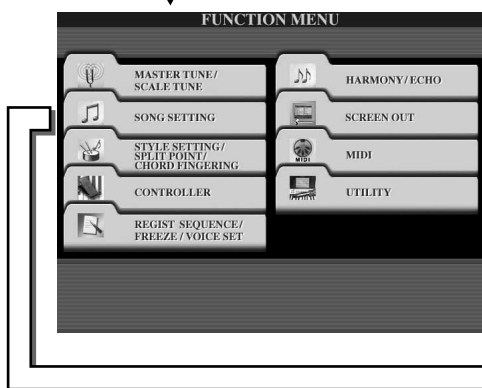 FUNCTION MENU
MASTER TUNE/
SCALE TUNE
SONG SETTING
STYLE SETTING/
SPLIT POINT/
CHORD FINGERING
CONTROLLER
REGIST SEQUENCE/
FREEZE/VOICE SET
HARMONY/ECHO
SCREEN OUT
MIDI
MIDI
UTILITY